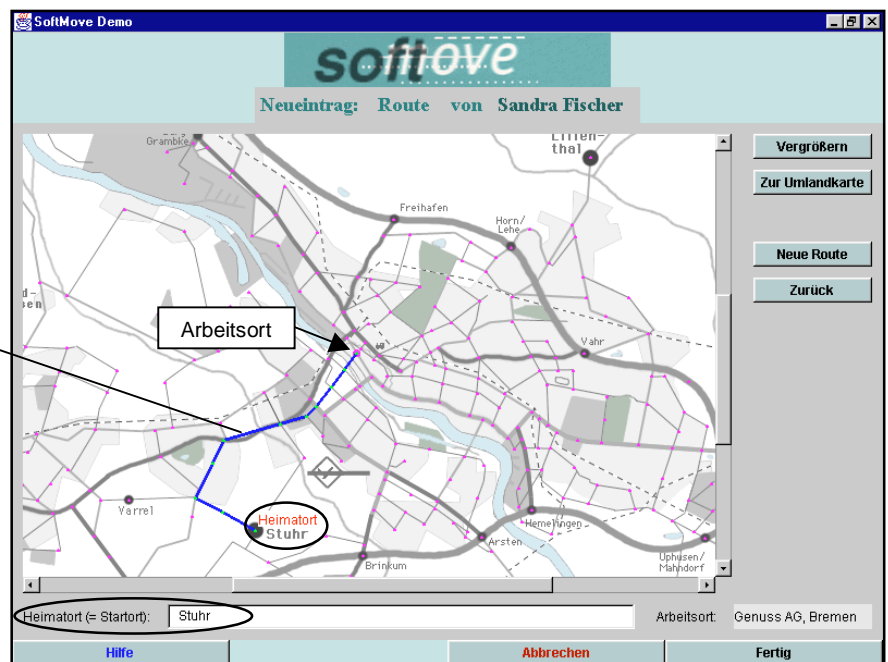 SoftMove Demo
softmove
Neueintrag: Route von Sandra Fischer
Grambke
thal
Vergrößern
Zur Umlandkarte
Freihafen
Horn/
Lehe
Neue Route
Zurück
Arbeitsort
Vahr
Varrel
Heimatort
Stuhr
Hemelingen
Arsten
Brinkum
Uphusen/
Mahndorf
Heimatort (= Startort): Stuhr
Arbeitsort: Genuss AG, Bremen
Hilfe
Abbrechen
Fertig